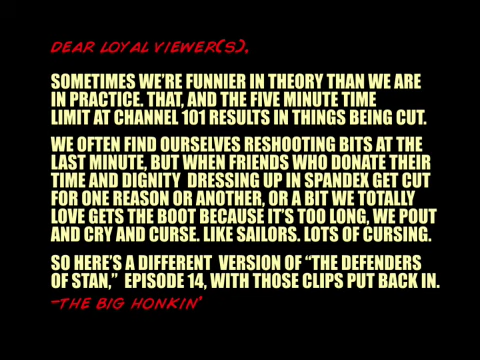 DEAR LOYAL VIEWER(S),
SOMETIMES WE'RE FUNNIER IN THEORY THAN WE ARE
IN PRACTICE. THAT, AND THE FIVE MINUTE TIME
LIMIT AT CHANNEL 101 RESULTS IN THINGS BEING CUT.
WE OFTEN FIND OURSELVES RESHOOTING BITS AT THE
LAST MINUTE, BUT WHEN FRIENDS WHO DONATE THEIR
TIME AND DIGNITY DRESSING UP IN SPANDEX GET CUT
FOR ONE REASON OR ANOTHER, OR A BIT WE TOTALLY
LOVE GETS THE BOOT BECAUSE IT'S TOO LONG, WE POUT
AND CRY AND CURSE. LIKE SAILORS. LOTS OF CURSING.
SO HERE'S A DIFFERENT VERSION OF "THE DEFENDERS
OF STAN," EPISODE 14, WITH THOSE CLIPS PUT BACK IN.
-THE BIG HONKIN'